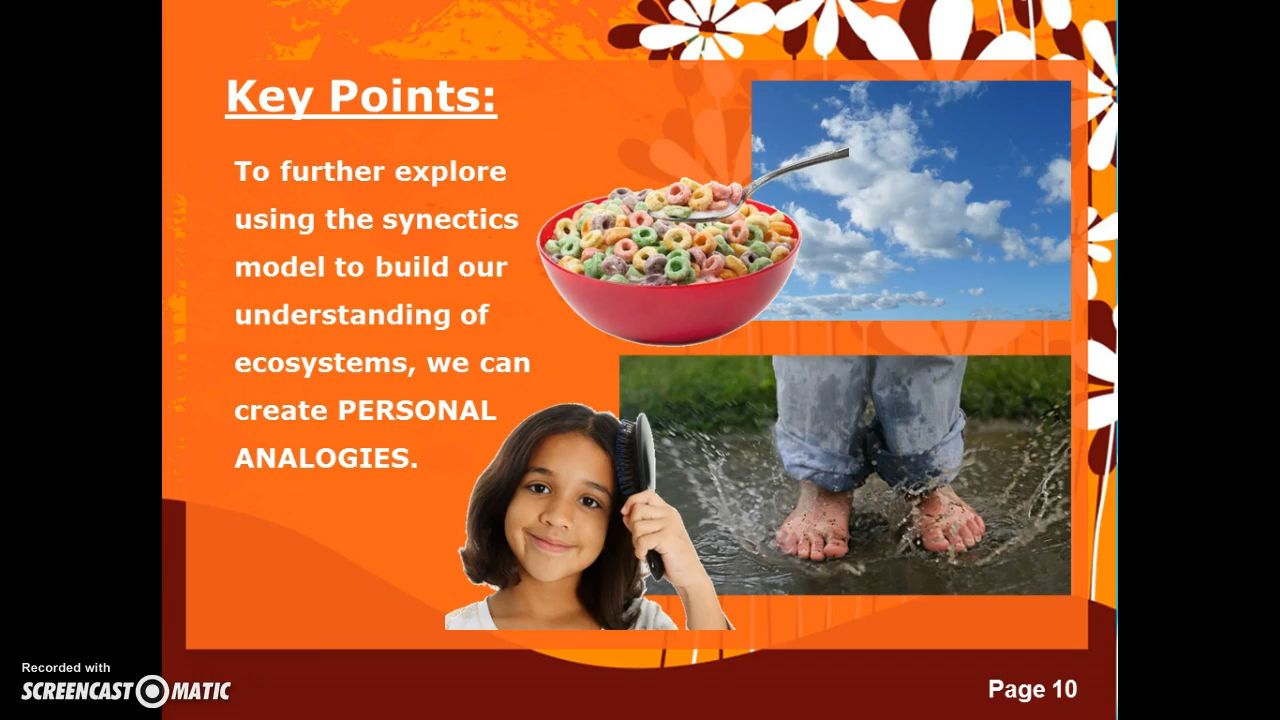 Key Points:
To further explore
using the synectics
model to build our
understanding of
ecosystems, we can
create PERSONAL
ANALOGIES.
Recorded with
SCREENCAST MATIC
Page 10